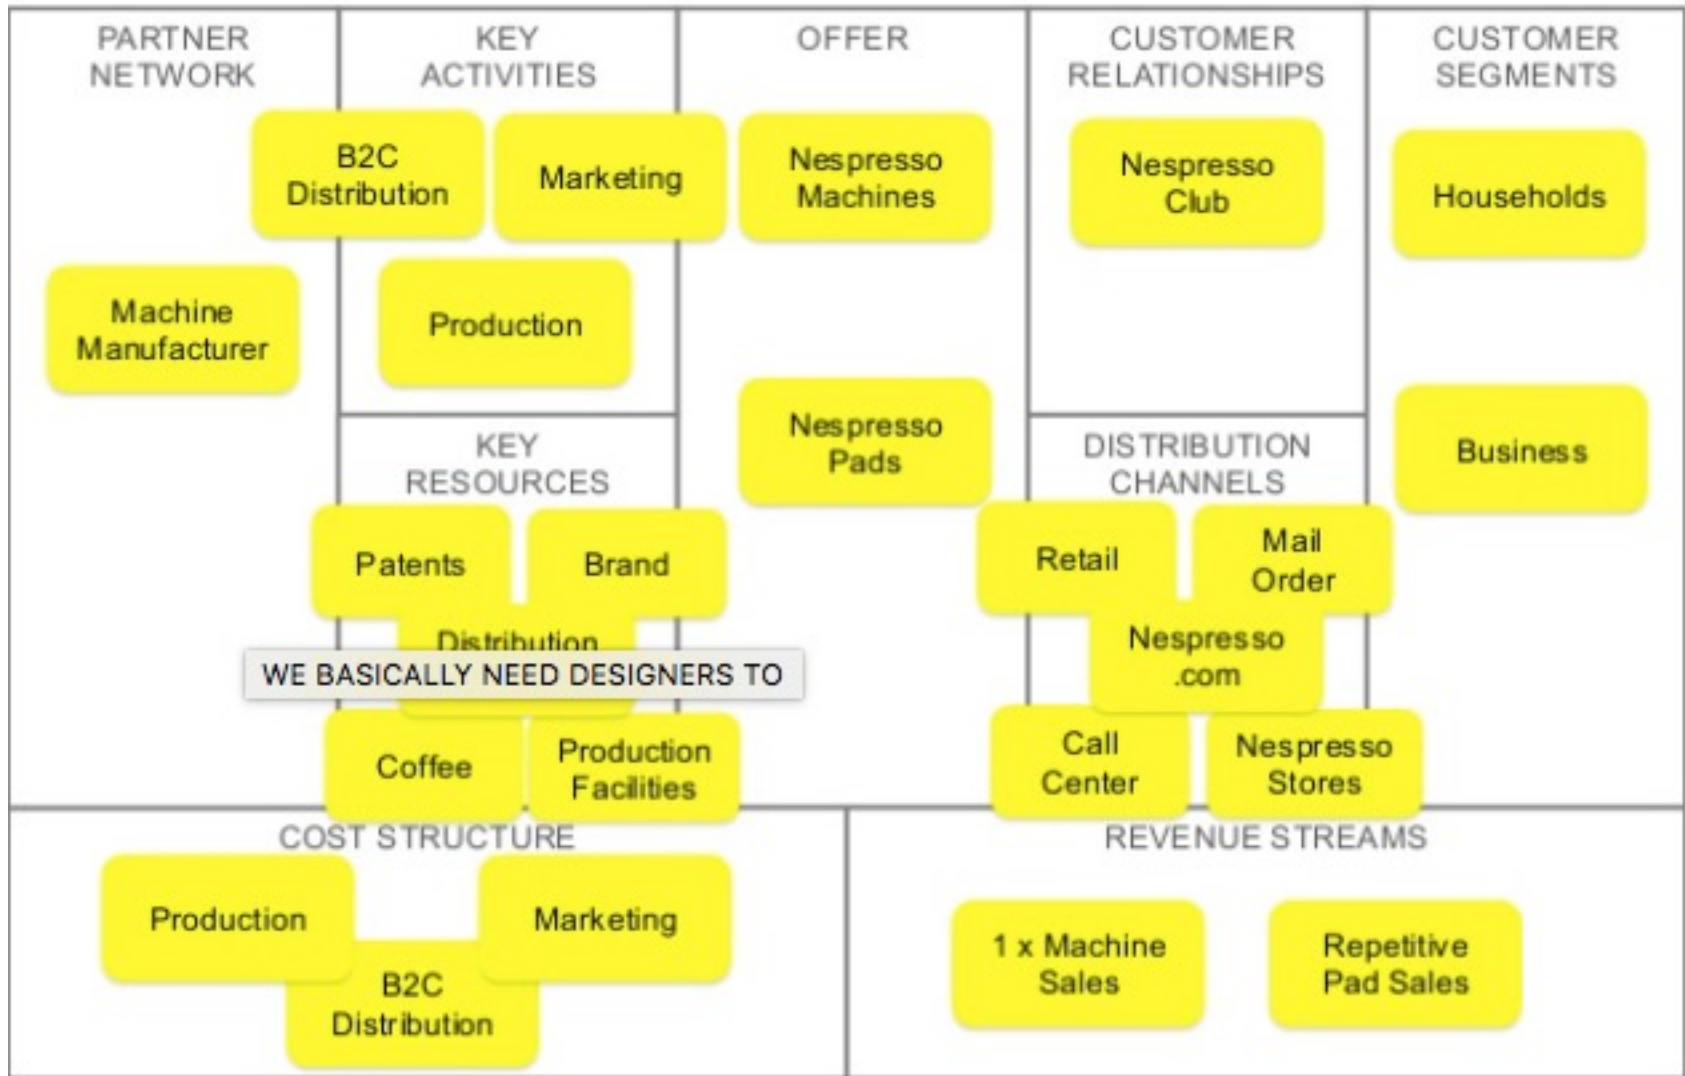 PARTNER
NETWORK
B2C
Distribution
Machine
Manufacturer
KEY
ACTIVITIES
Marketing
Production
KEY
RESOURCES
Patents
Brand
Distribution
WE BASICALLY NEED DESIGNERS TO
Coffee
Production
Facilities
OFFER
Nespresso
Machines
Nespresso
Pads
CUSTOMER
RELATIONSHIPS
Nespresso
Club
DISTRIBUTION
CHANNELS
Retail
Mail
Order
Nespresso
.com
Call
Center
Nespresso
Stores
CUSTOMER
SEGMENTS
Households
Business
COST STRUCTURE
Production
Marketing
B2C
Distribution
REVENUE STREAMS
1 x Machine
Sales
Repetitive
Pad Sales